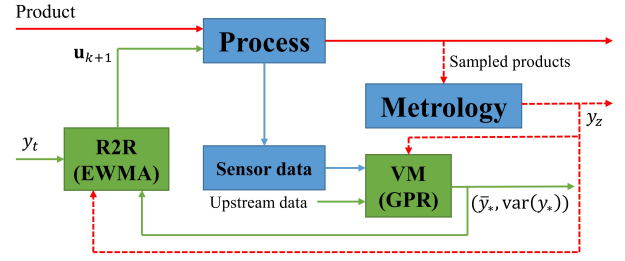 Product
Process
u_{k+1}
Sampled products
Metrology
y_z
y_t
R2R
(EWMA)
Sensor data
VM
(GPR)
Upstream data
(ȳ_*, var(y_*))